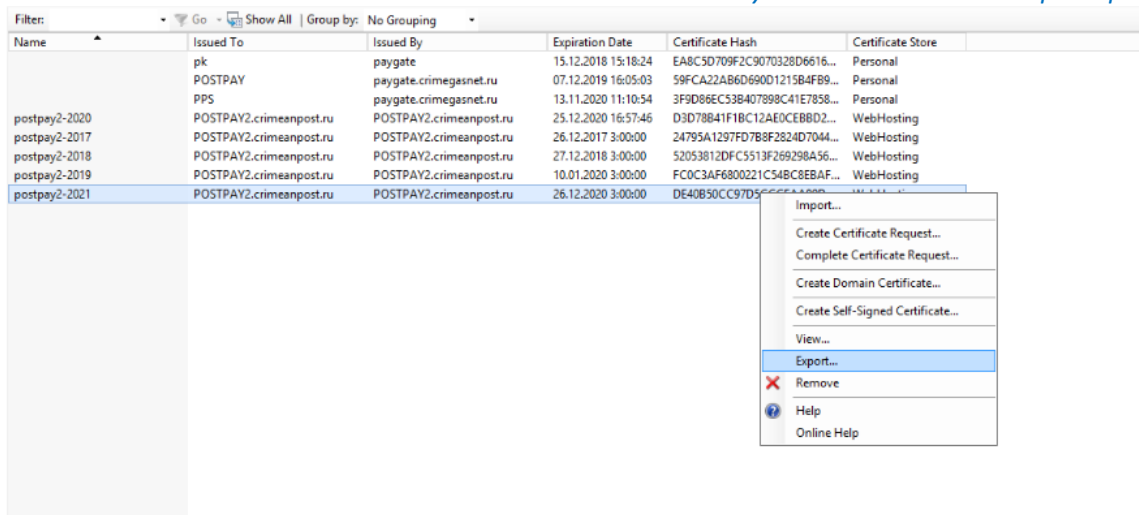 Filter: Go Show All Group by: No Grouping
Name Issued To Issued By Expiration Date Certificate Hash Certificate Store
pk paygate 15.12.2018 15:18:24 EA8C5D709F2C9070328D6616... Personal
POSTPAY paygate.crimegasnet.ru 07.12.2019 16:05:03 59FCA22AB6D690D1215B4FB9... Personal
PPS paygate.crimegasnet.ru 13.11.2020 11:10:54 3F9D86EC53B407898C41E7858... Personal
postpay2-2020 POSTPAY2.crimeanpost.ru POSTPAY2.crimeanpost.ru 25.12.2020 16:57:46 D3D78B41F1BC12AE0CEBBD2... WebHosting
postpay2-2017 POSTPAY2.crimeanpost.ru POSTPAY2.crimeanpost.ru 26.12.2017 3:00:00 24795A1297FD7B8F2824D7044... WebHosting
postpay2-2018 POSTPAY2.crimeanpost.ru POSTPAY2.crimeanpost.ru 27.12.2018 3:00:00 52053812DFC5513F269298A56... WebHosting
postpay2-2019 POSTPAY2.crimeanpost.ru POSTPAY2.crimeanpost.ru 10.01.2020 3:00:00 FC0C3AF6800221C54BC8EBAF... WebHosting
postpay2-2021 POSTPAY2.crimeanpost.ru POSTPAY2.crimeanpost.ru 26.12.2020 3:00:00
Import...
Create Certificate Request...
Complete Certificate Request...
Create Domain Certificate...
Create Self-Signed Certificate...
View...
Export...
Remove
Help
Online Help